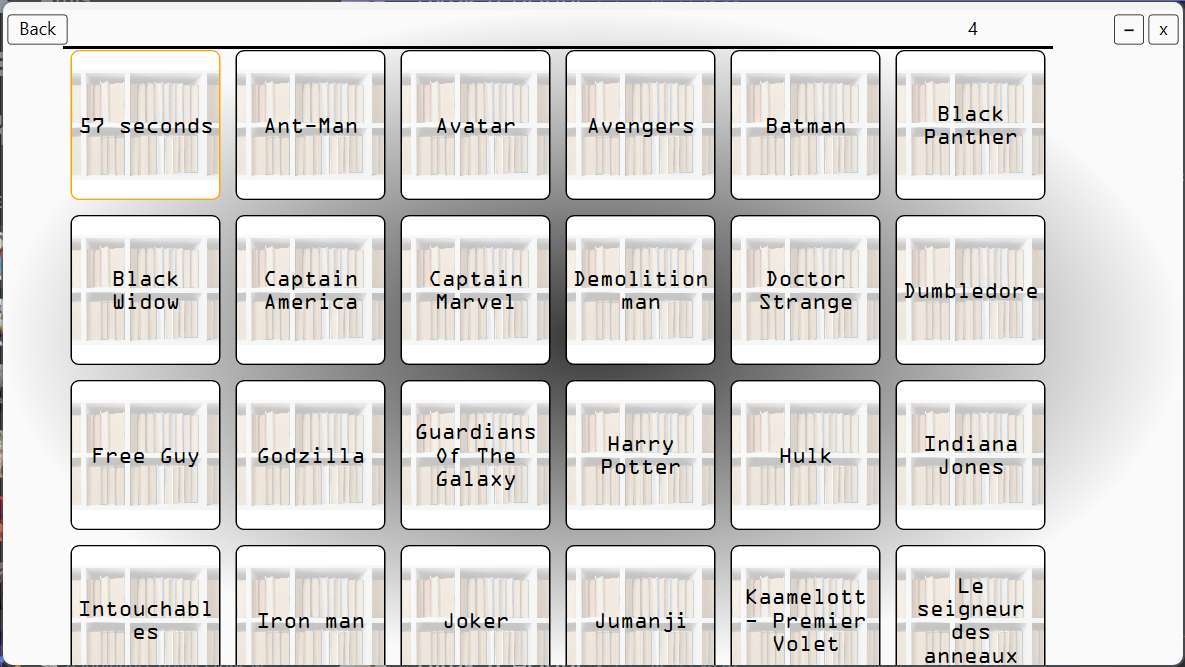 Back 4 – x
57 seconds
Ant-Man
Avatar
Avengers
Batman
Black
Panther
Black
Widow
Captain
America
Captain
Marvel
Demolition
man
Doctor
Strange
Dumbledore
Free Guy
Godzilla
Guardians
Of The
Galaxy
Harry
Potter
Hulk
Indiana
Jones
Intouchabl
es
Iron man
Joker
Jumanji
Kaamelott
- Premier
Volet
Le
seigneur
des
anneaux